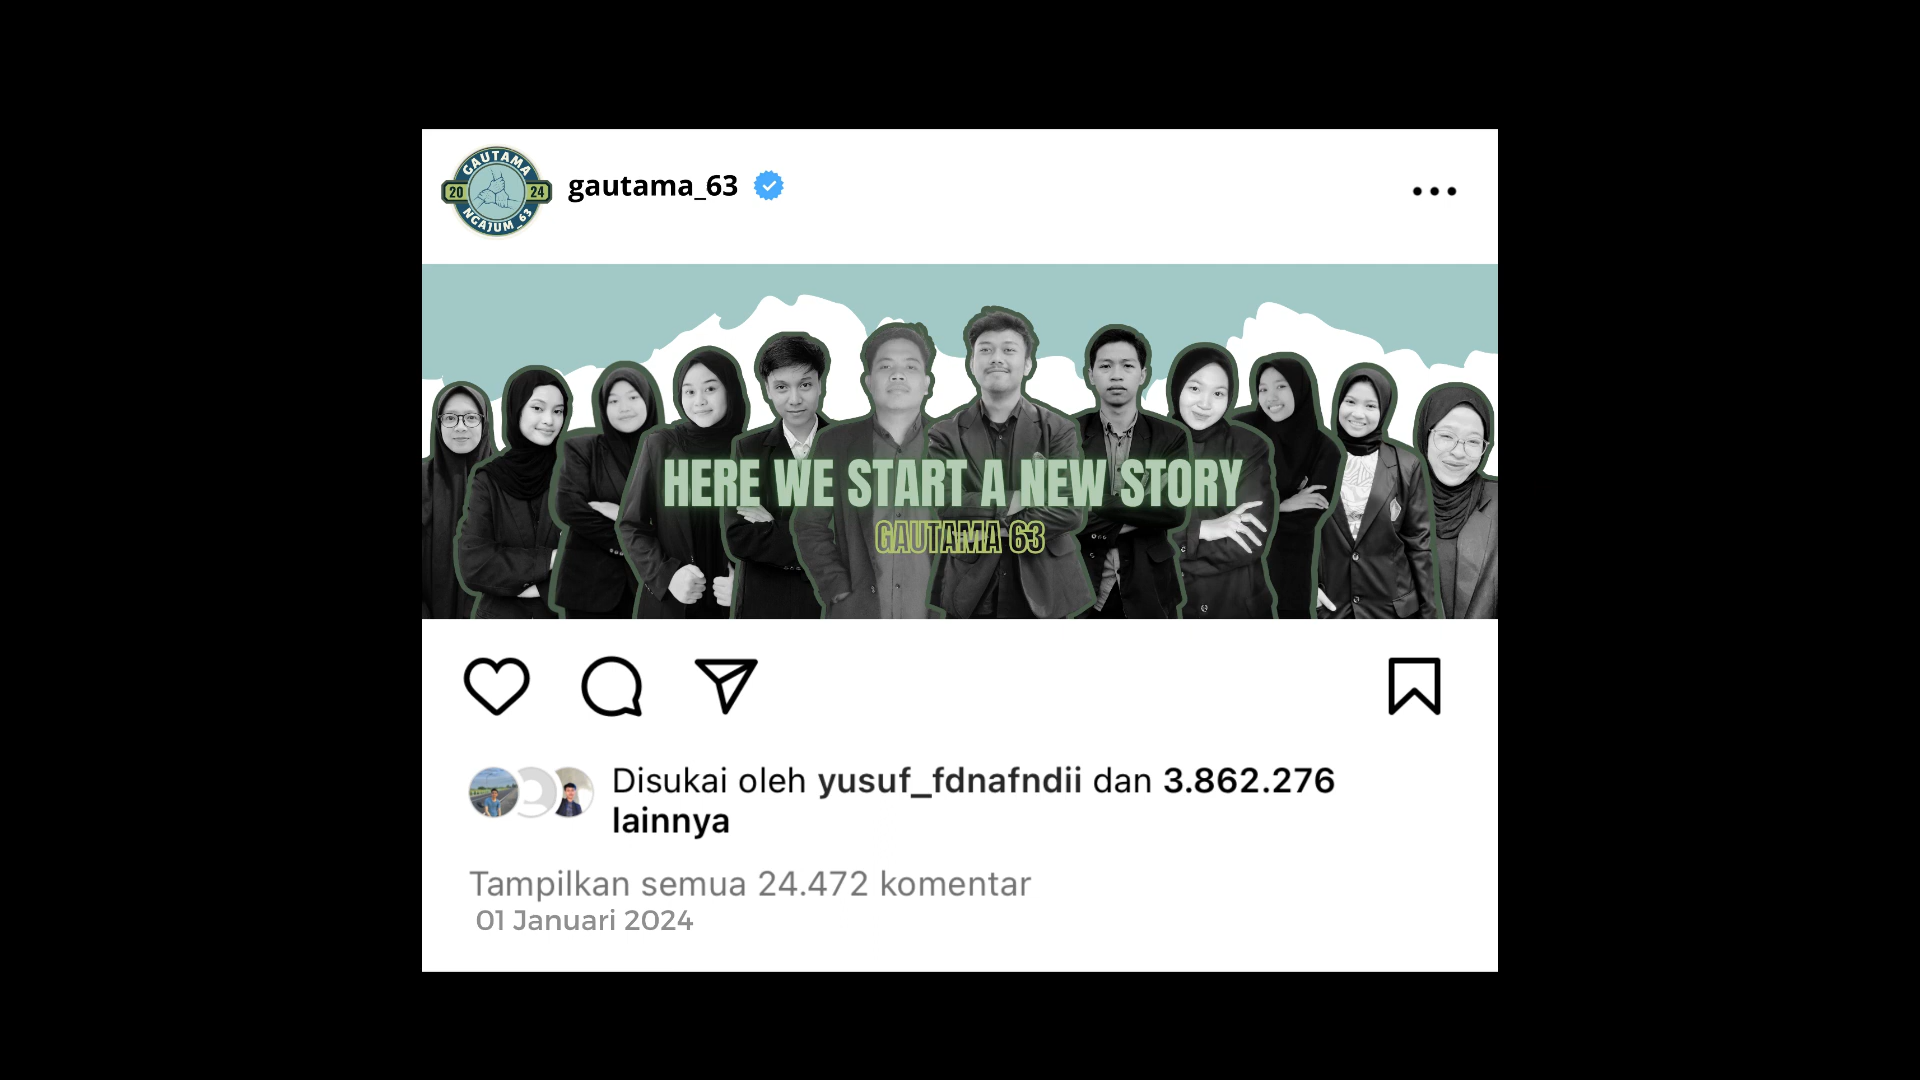 GAUTAMA
20 24
NGAJUM_63
gautama_63
HERE WE START A NEW STORY
GAUTAMA 63
Disukai oleh yusuf_fdnafndii dan 3.862.276
lainnya
Tampilkan semua 24.472 komentar
01 Januari 2024